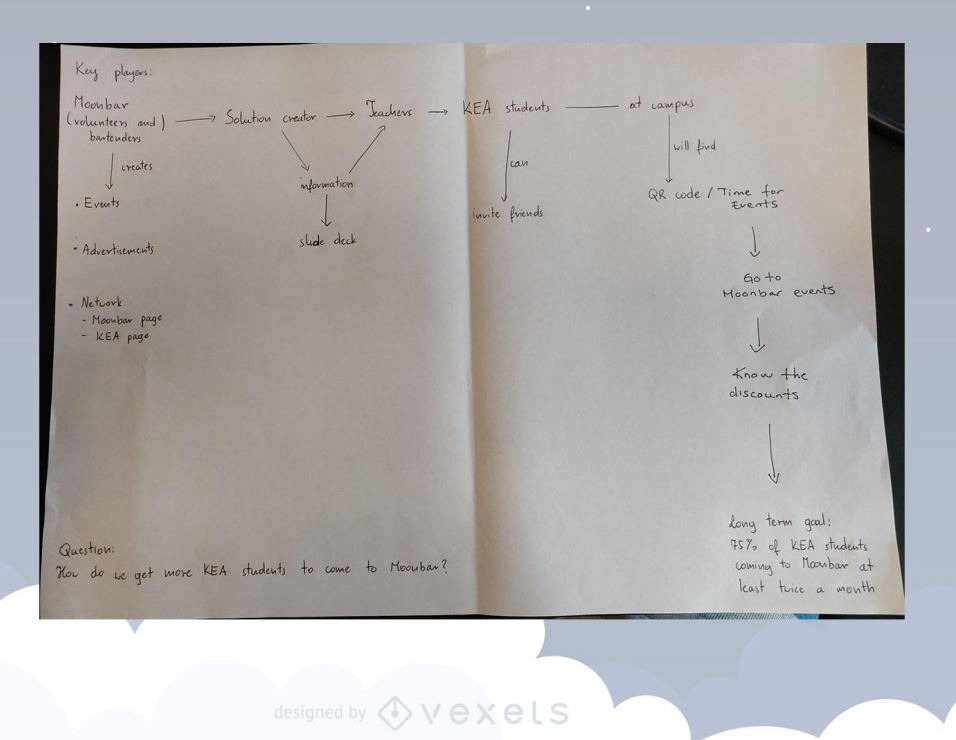 Key players:
Moonbar
(volunteers and)
bartenders
Solution creator
Teachers
KEA students
at campus
creates
can
will find
• Events
information
invite friends
QR code / Time for
Events
• Advertisements
slide deck
Go to
Moonbar events
• Network
- Moonbar page
- KEA page
Know the
discounts
Long term goal:
75% of KEA students
coming to Moonbar at
least twice a month
Question:
How do we get more KEA students to come to Moonbar?
designed by vexels